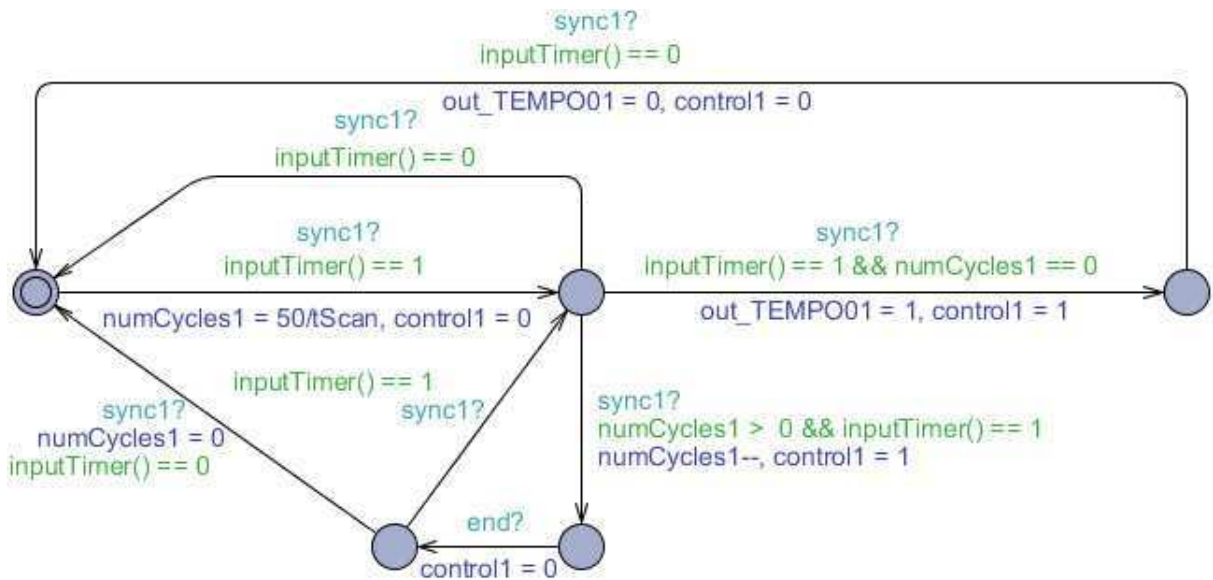 sync1?
inputTimer() == 0
out_TEMPO01 = 0, control1 = 0
sync1?
inputTimer() == 0
sync1?
inputTimer() == 1
numCycles1 = 50/tScan, control1 = 0
sync1?
inputTimer() == 1 && numCycles1 == 0
out_TEMPO01 = 1, control1 = 1
inputTimer() == 1
sync1?
sync1?
numCycles1 = 0
inputTimer() == 0
sync1?
numCycles1 > 0 && inputTimer() == 1
numCycles1--, control1 = 1
end?
control1 = 0